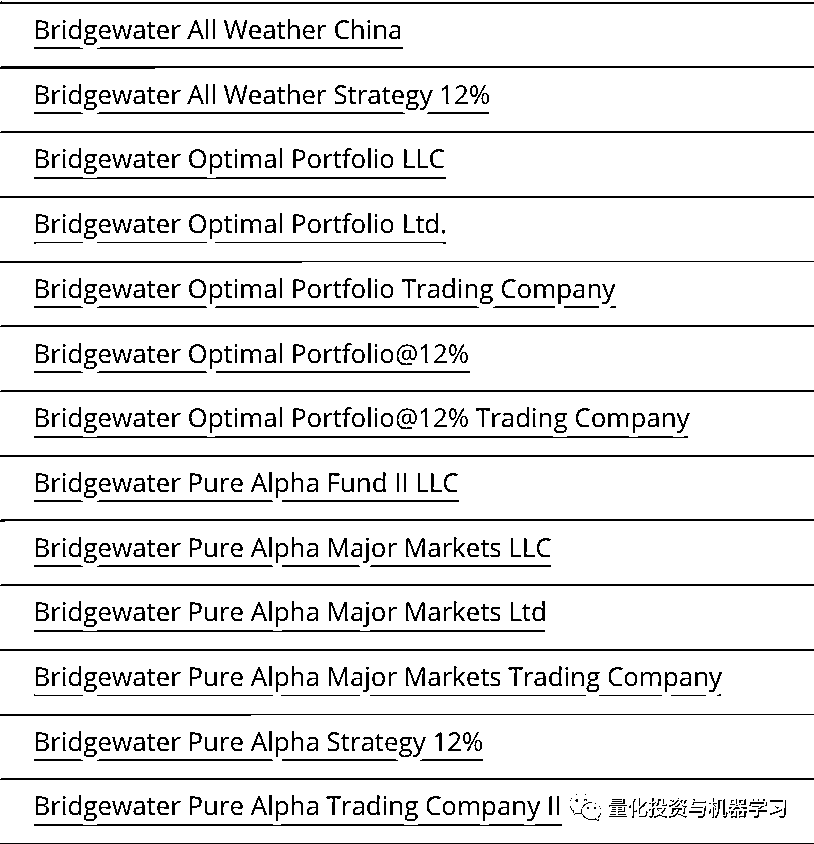 Bridgewater All Weather China
Bridgewater All Weather Strategy 12%
Bridgewater Optimal Portfolio LLC
Bridgewater Optimal Portfolio Ltd.
Bridgewater Optimal Portfolio Trading Company
Bridgewater Optimal Portfolio@12%
Bridgewater Optimal Portfolio@12% Trading Company
Bridgewater Pure Alpha Fund II LLC
Bridgewater Pure Alpha Major Markets LLC
Bridgewater Pure Alpha Major Markets Ltd
Bridgewater Pure Alpha Major Markets Trading Company
Bridgewater Pure Alpha Strategy 12%
Bridgewater Pure Alpha Trading Company II 量化投资与机器学习